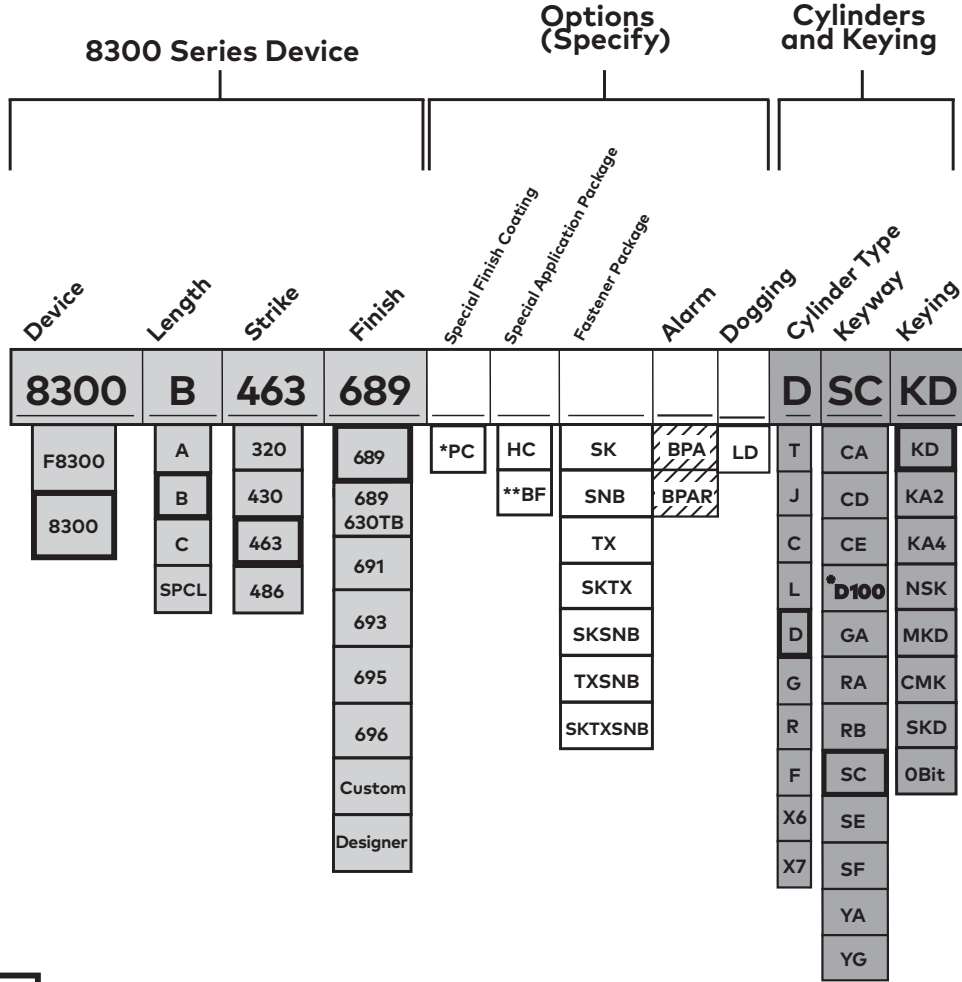 8300 Series Device
Options
(Specify)
Cylinders
and Keying
Device
Length
Strike
Finish
Special Finish Coating
Special Application Package
Fastener Package
Alarm
Dogging
Cylinder Type
Keyway
Keying
8300 B 463 689 D SC KD
F8300
8300
A
B
C
SPCL
320
430
463
486
689
689
630TB
691
693
695
696
Custom
Designer
*PC
HC
**BF
SK
SNB
TX
SKTX
SKSNB
TXSNB
SKTXSNB
BPA
BPAR
LD
T
J
C
L
D
G
R
F
X6
X7
CA
CD
CE
*D100
GA
RA
RB
SC
SE
SF
YA
YG
KD
KA2
KA4
NSK
MKD
CMK
SKD
0Bit